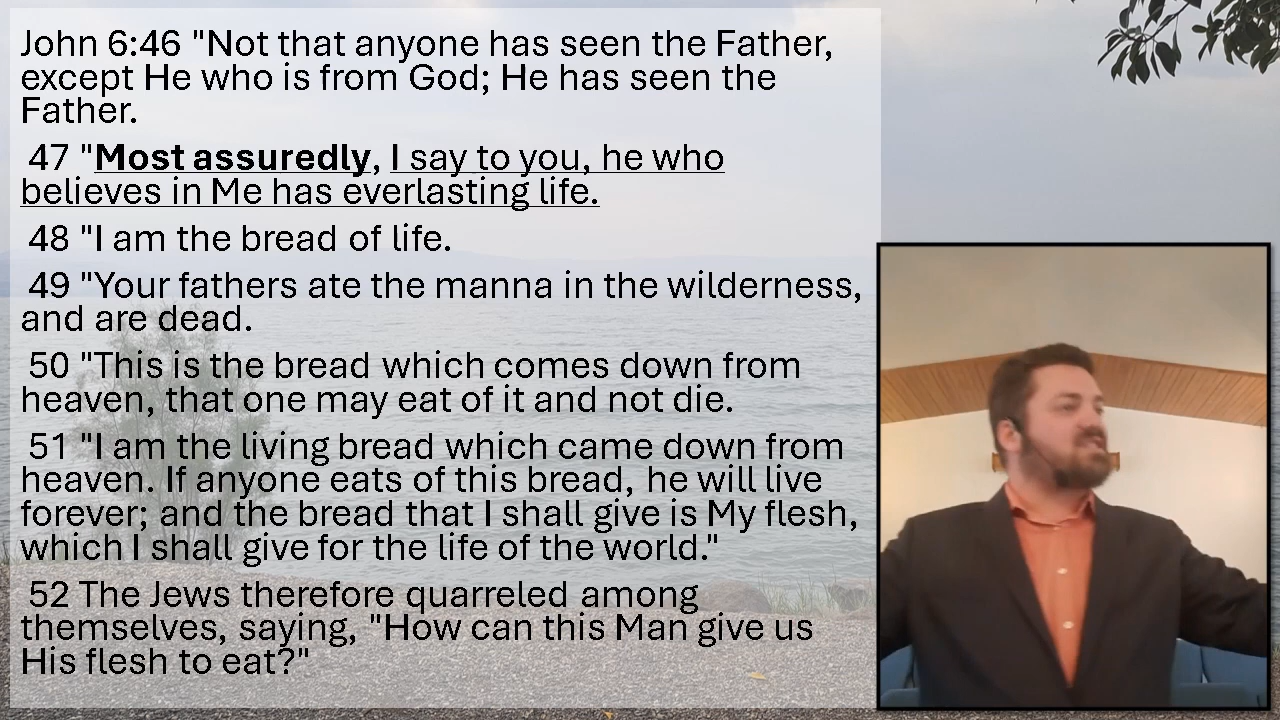 John 6:46 "Not that anyone has seen the Father,
except He who is from God; He has seen the
Father.
47 "Most assuredly, I say to you, he who
believes in Me has everlasting life.
48 "I am the bread of life.
49 "Your fathers ate the manna in the wilderness,
and are dead.
50 "This is the bread which comes down from
heaven, that one may eat of it and not die.
51 "I am the living bread which came down from
heaven. If anyone eats of this bread, he will live
forever; and the bread that I shall give is My flesh,
which I shall give for the life of the world."
52 The Jews therefore quarreled among
themselves, saying, "How can this Man give us
His flesh to eat?"